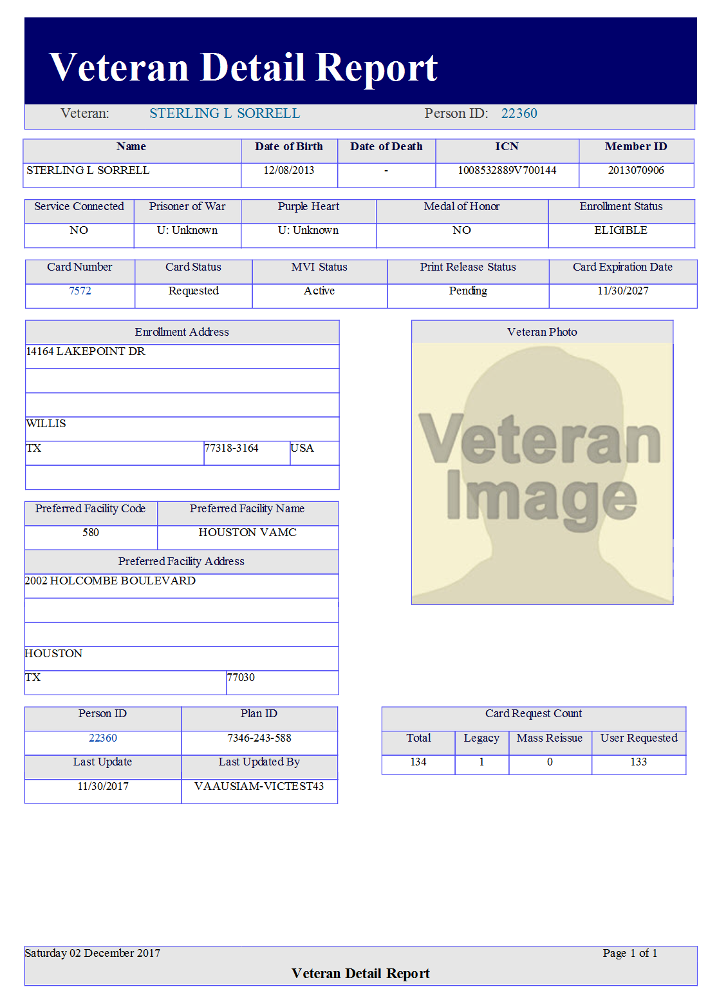 Veteran Detail Report
Veteran: STERLING L SORRELL Person ID: 22360
Name Date of Birth Date of Death ICN Member ID
STERLING L SORRELL 12/08/2013 - 1008532889V700144 2013070906
Service Connected Prisoner of War Purple Heart Medal of Honor Enrollment Status
NO U: Unknown U: Unknown NO ELIGIBLE
Card Number Card Status MVI Status Print Release Status Card Expiration Date
7572 Requested Active Pending 11/30/2027
Enrollment Address
14164 LAKEPOINT DR
WILLIS
TX 77318-3164 USA
Veteran Photo
Veteran
Image
Preferred Facility Code Preferred Facility Name
580 HOUSTON VAMC
Preferred Facility Address
2002 HOLCOMBE BOULEVARD
HOUSTON
TX 77030
Person ID Plan ID
22360 7346-243-588
Last Update Last Updated By
11/30/2017 VAAUSIAM-VICTEST43
Card Request Count
Total Legacy Mass Reissue User Requested
134 1 0 133
Saturday 02 December 2017 Page 1 of 1
Veteran Detail Report